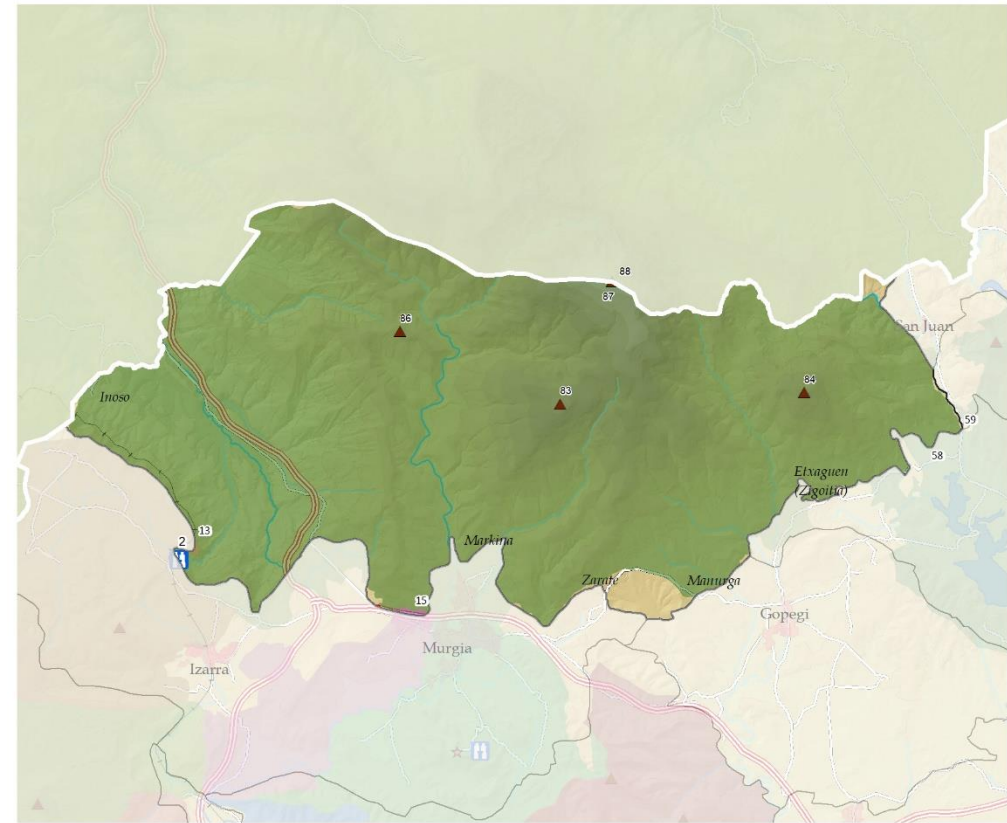 88
87
86
San Juan
83
84
Inoso
59
58
Etxaguen
(Zigoitia)
13
2
Markina
Zarate
Manurga
15
Gopegi
Murgia
Izarra